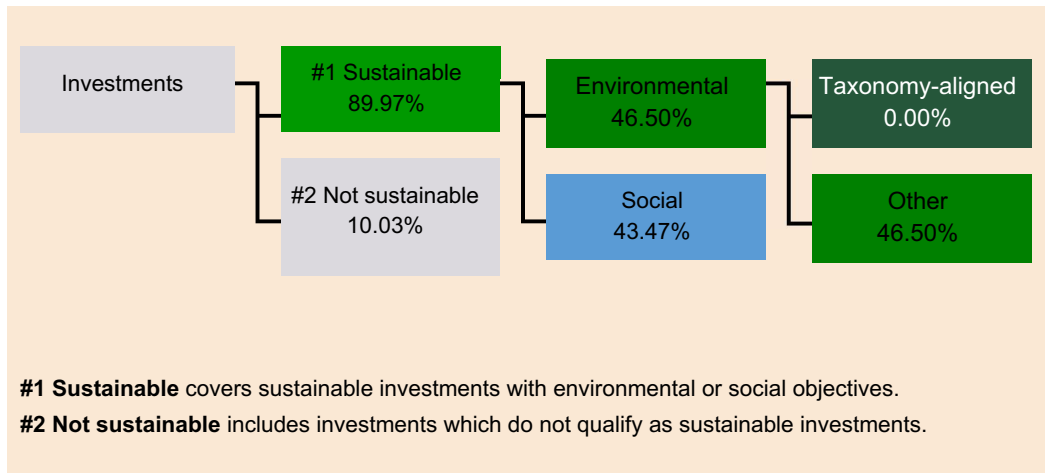 Investments
#1 Sustainable
89.97%
#2 Not sustainable
10.03%
Environmental
46.50%
Social
43.47%
Taxonomy-aligned
0.00%
Other
46.50%
#1 Sustainable covers sustainable investments with environmental or social objectives.
#2 Not sustainable includes investments which do not qualify as sustainable investments.